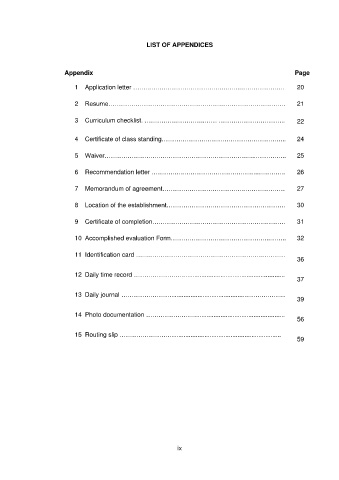 LIST OF APPENDICES
Appendix Page
1 Application letter ………………………………………………………… 20
2 Resume………………………………………………………………… 21
3 Curriculum checklist. ………………………………………………… 22
4 Certificate of class standing…………………………………………… 24
5 Waiver…………………………………………………………………… 25
6 Recommendation letter ………………………………………………… 26
7 Memorandum of agreement…………………………………………… 27
8 Location of the establishment………………………………………… 30
9 Certificate of completion……………………………………………… 31
10 Accomplished evaluation Form……………………………………… 32
11 Identification card ……………………………………………………… 36
12 Daily time record ……………………………………………………… 37
13 Daily journal …………………………………………………………… 39
14 Photo documentation ………………………………………………… 56
15 Routing slip …………………………………………………………… 59
ix